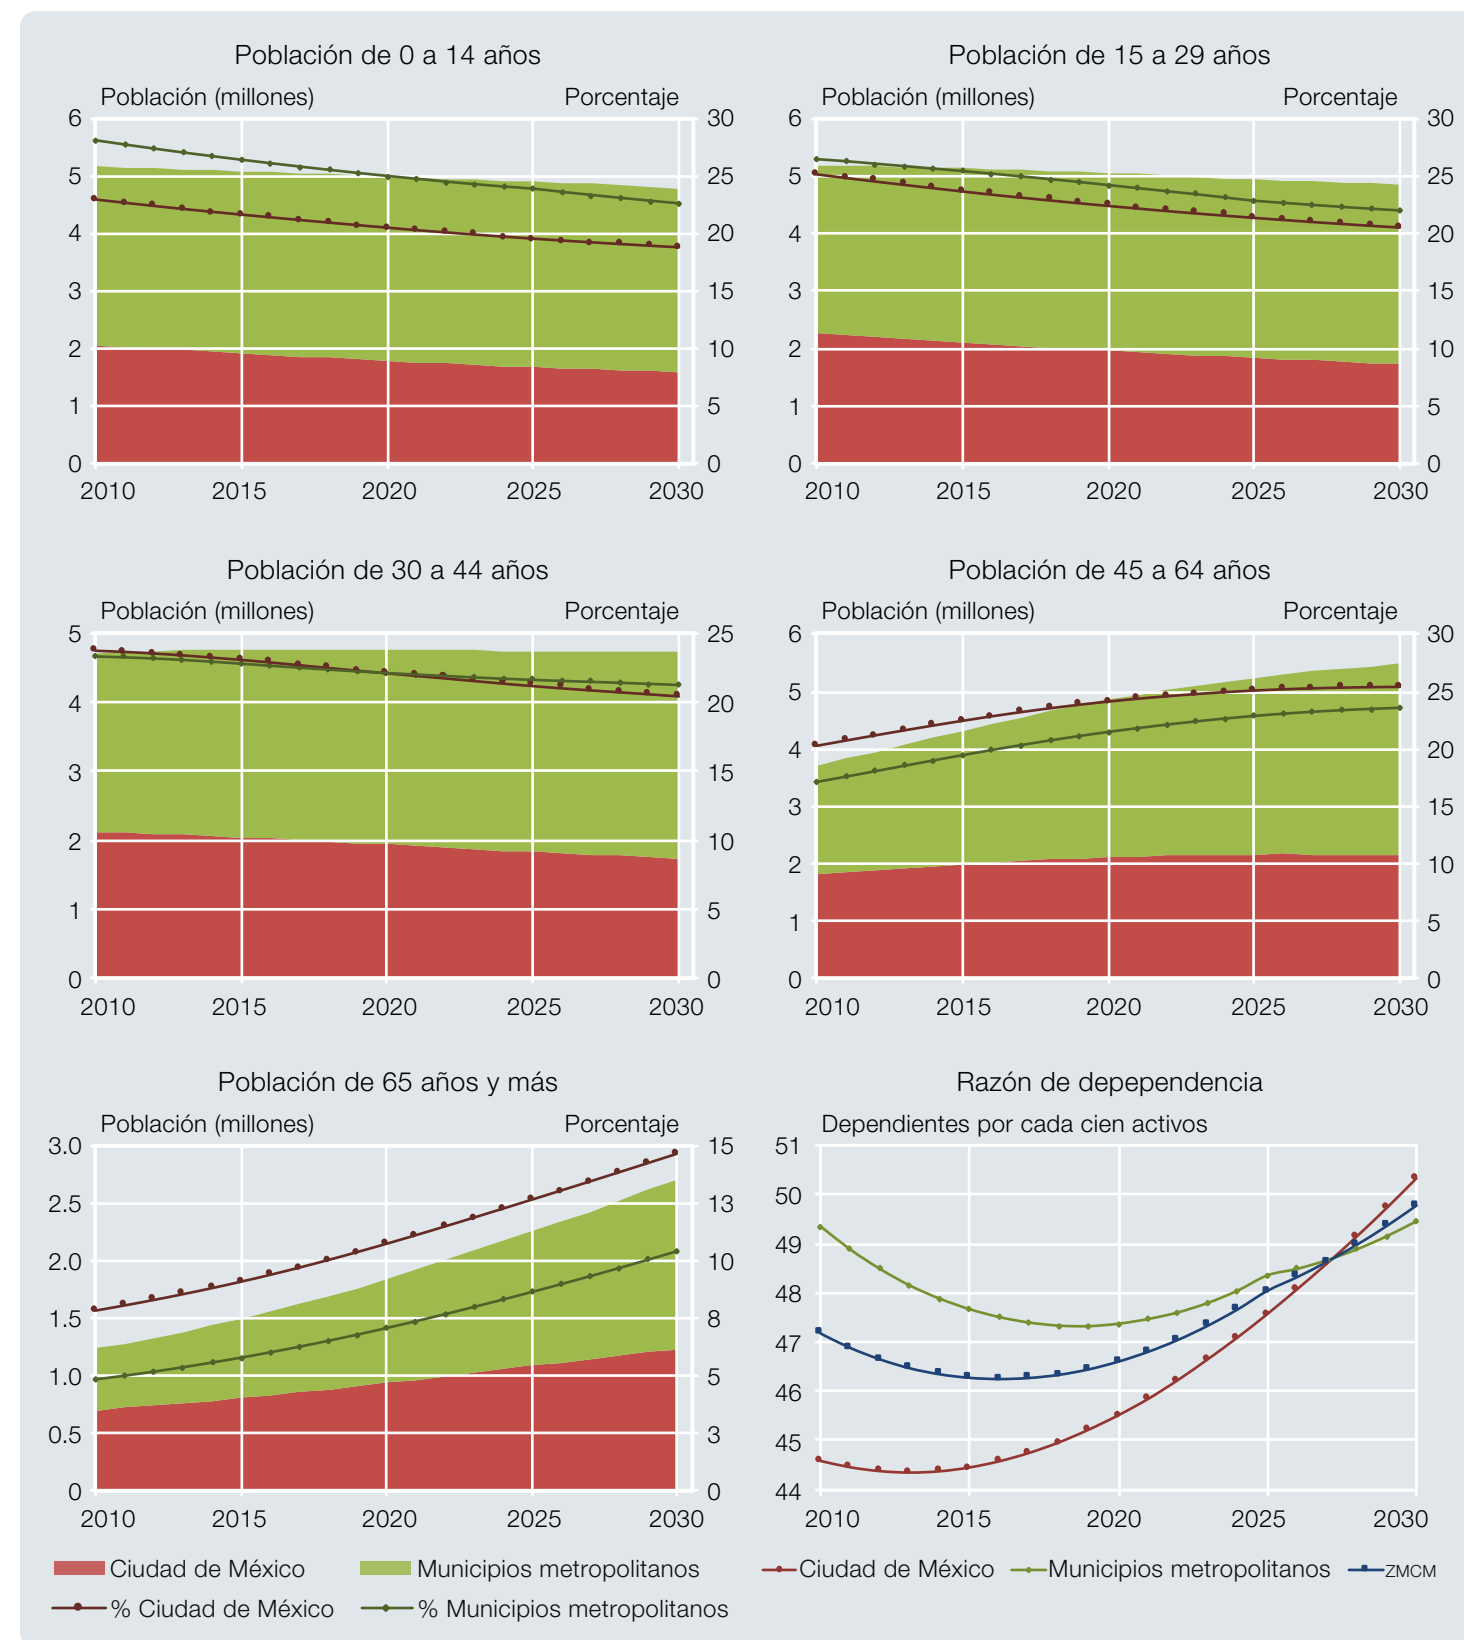 Población de 0 a 14 años
Población (millones) Porcentaje
6 30
5 25
4 20
3 15
2 10
1 5
0 0
2010 2015 2020 2025 2030
Población de 15 a 29 años
Población (millones) Porcentaje
6 30
5 25
4 20
3 15
2 10
1 5
0 0
2010 2015 2020 2025 2030
Población de 30 a 44 años
Población (millones) Porcentaje
5 25
4 20
3 15
2 10
1 5
0 0
2010 2015 2020 2025 2030
Población de 45 a 64 años
Población (millones) Porcentaje
6 30
5 25
4 20
3 15
2 10
1 5
0 0
2010 2015 2020 2025 2030
Población de 65 años y más
Población (millones) Porcentaje
3.0 15
2.5 13
2.0 10
1.5 8
1.0 5
0.5 3
0 0
2010 2015 2020 2025 2030
Razón de depependencia
Dependientes por cada cien activos
51
50
49
48
47
46
45
44
2010 2015 2020 2025 2030
Ciudad de México Municipios metropolitanos
% Ciudad de México % Municipios metropolitanos
Ciudad de México Municipios metropolitanos ZMCM